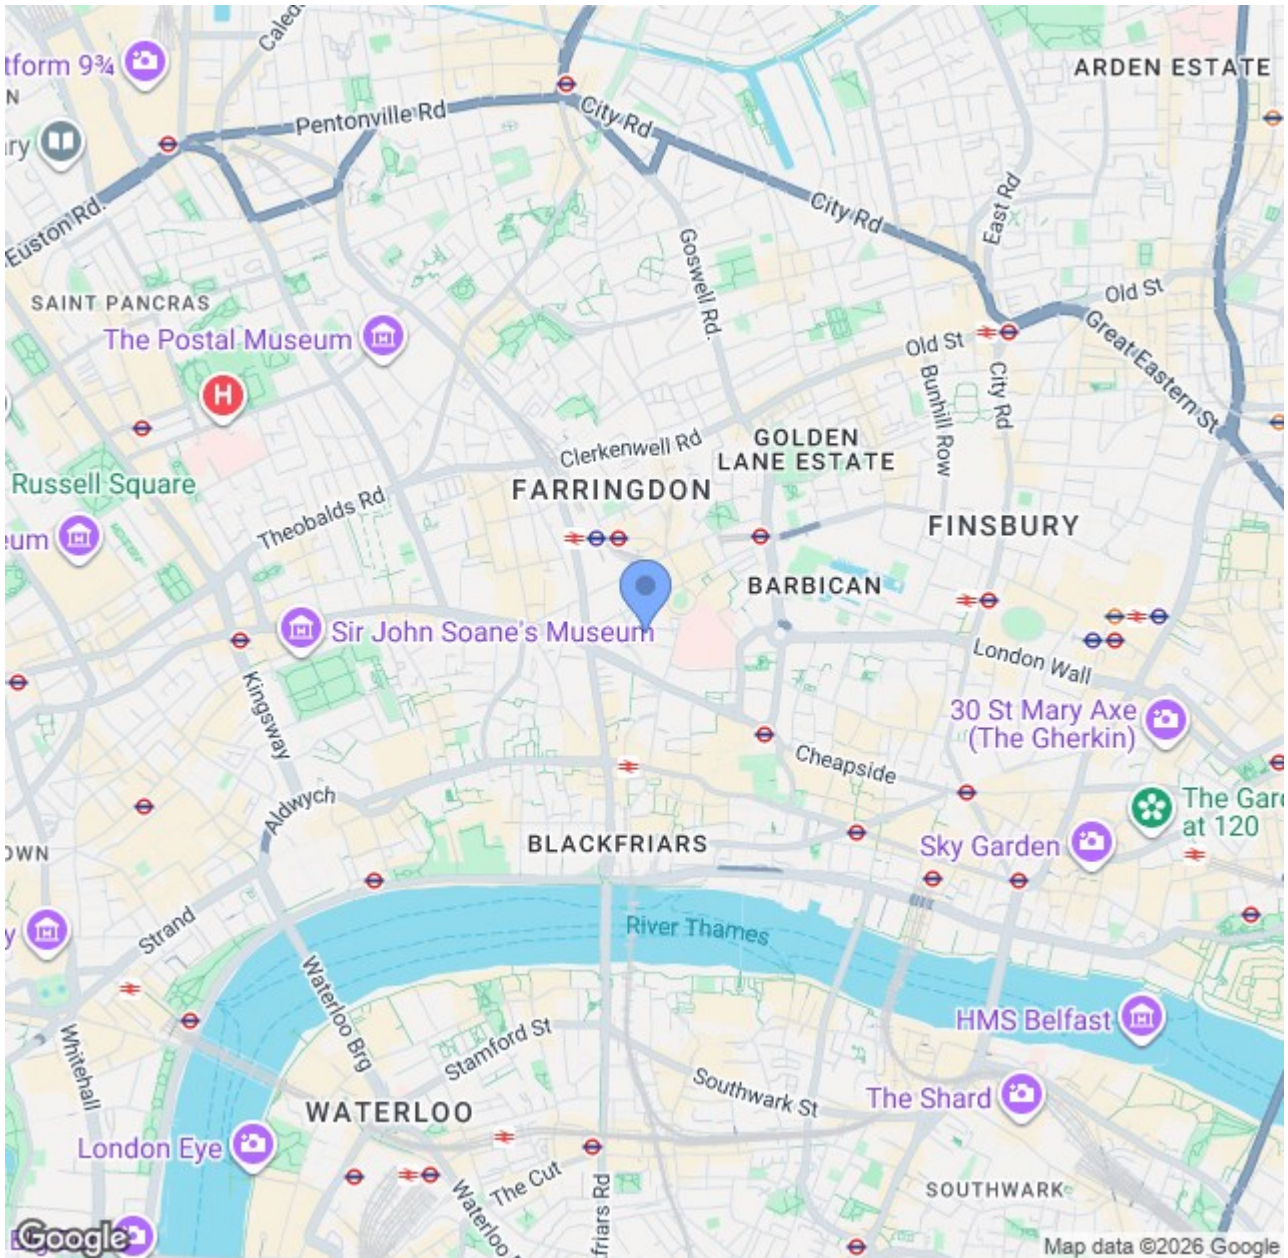 Caled
tform 9¾
ARDEN ESTATE
N
Pentonville Rd
City Rd
ry
City Rd
East Rd
Euston Rd.
Goswell Rd.
Old St
SAINT PANCRAS
The Postal Museum
Great Eastern St
Old St
H
Bunhill Row
City Rd
Clerkenwell Rd
GOLDEN
LANE ESTATE
Russell Square
FARRINGDON
Theobalds Rd
FINSBURY
eum
BARBICAN
Sir John Soane's Museum
London Wall
Kingsway
30 St Mary Axe
(The Gherkin)
Cheapside
Aldwych
The Gar
at 120
BLACKFRIARS
Sky Garden
OWN
Strand
River Thames
y
Waterloo Brg
HMS Belfast
Whitehall
Stamford St
Southwark St
The Shard
WATERLOO
London Eye
The Cut
SOUTHWARK
Waterloo
friars Rd
Google
Map data ©2026 Google